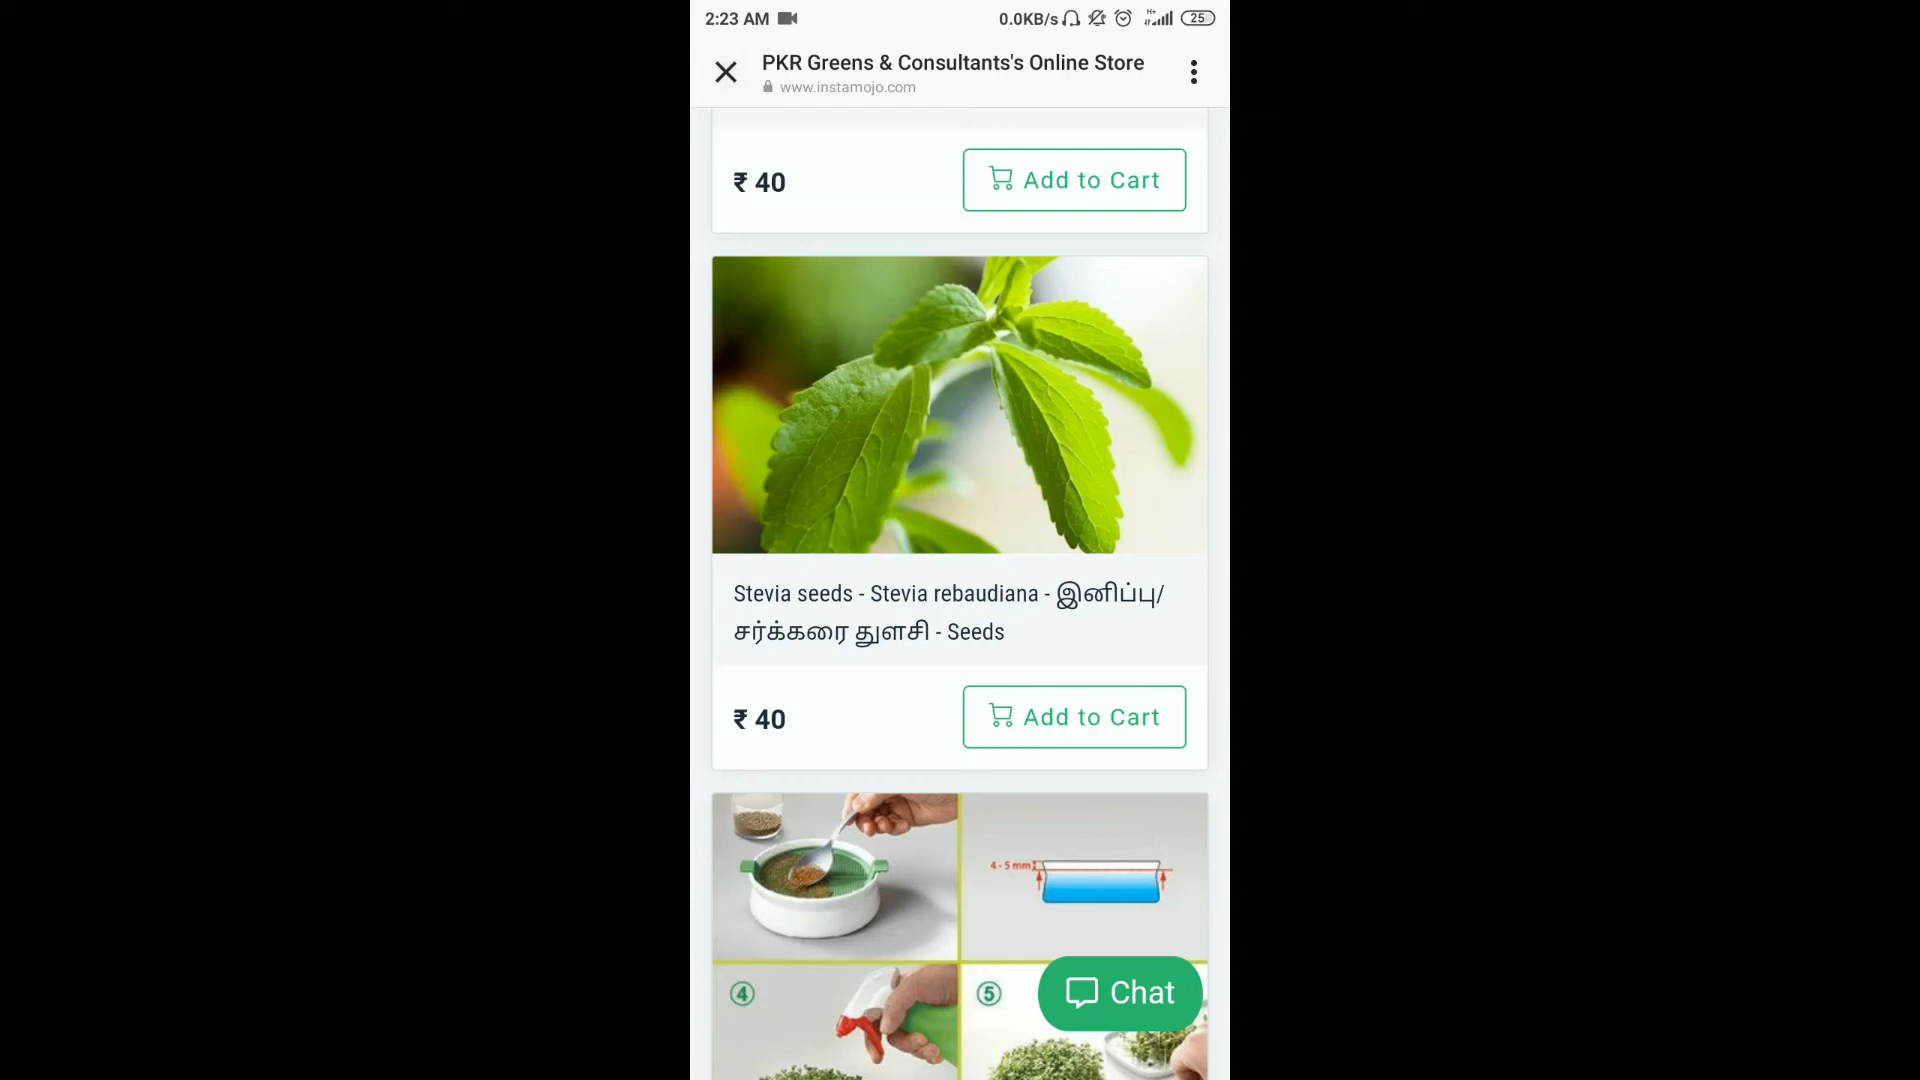 2:23 AM 0.0KB/s H+ 25
PKR Greens & Consultants's Online Store
www.instamojo.com
₹ 40 Add to Cart
Stevia seeds - Stevia rebaudiana - இனிப்பு/
சர்க்கரை துளசி - Seeds
₹ 40 Add to Cart
4 - 5 mm
4 5 Chat